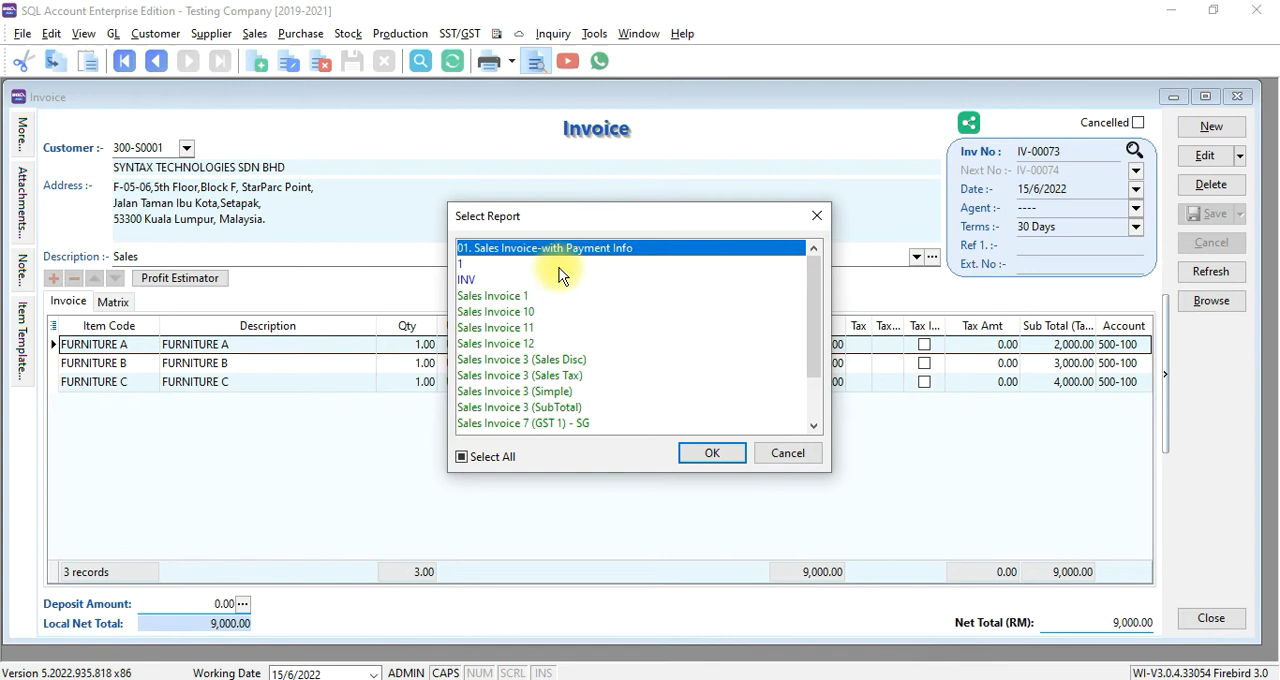 SQL Account Enterprise Edition - Testing Company [2019-2021]
File Edit View GL Customer Supplier Sales Purchase Stock Production SST/GST Inquiry Tools Window Help
Invoice
More...
Attachments...
Note...
Item Template...
Invoice
Customer :- 300-S0001
SYNTAX TECHNOLOGIES SDN BHD
Address :- F-05-06,5th Floor,Block F, StarParc Point,
Jalan Taman Ibu Kota,Setapak,
53300 Kuala Lumpur, Malaysia.
Description :- Sales
Profit Estimator
Cancelled
Inv No : IV-00073
Next No :- IV-00074
Date :- 15/6/2022
Agent :- ----
Terms :- 30 Days
Ref 1. :-
Ext. No :-
New
Edit
Delete
Save
Cancel
Refresh
Browse
Close
Invoice Matrix
Item Code Description Qty Tax Tax... Tax I... Tax Amt Sub Total (Ta... Account
FURNITURE A FURNITURE A 1.00 00 0.00 2,000.00 500-100
FURNITURE B FURNITURE B 1.00 00 0.00 3,000.00 500-100
FURNITURE C FURNITURE C 1.00 00 0.00 4,000.00 500-100
3 records 3.00 9,000.00 0.00 9,000.00
Select Report
01. Sales Invoice-with Payment Info
1
INV
Sales Invoice 1
Sales Invoice 10
Sales Invoice 11
Sales Invoice 12
Sales Invoice 3 (Sales Disc)
Sales Invoice 3 (Sales Tax)
Sales Invoice 3 (Simple)
Sales Invoice 3 (SubTotal)
Sales Invoice 7 (GST 1) - SG
Select All OK Cancel
Deposit Amount: 0.00
Local Net Total: 9,000.00
Net Total (RM): 9,000.00
Version 5.2022.935.818 x86 Working Date 15/6/2022 ADMIN CAPS NUM SCRL INS WI-V3.0.4.33054 Firebird 3.0